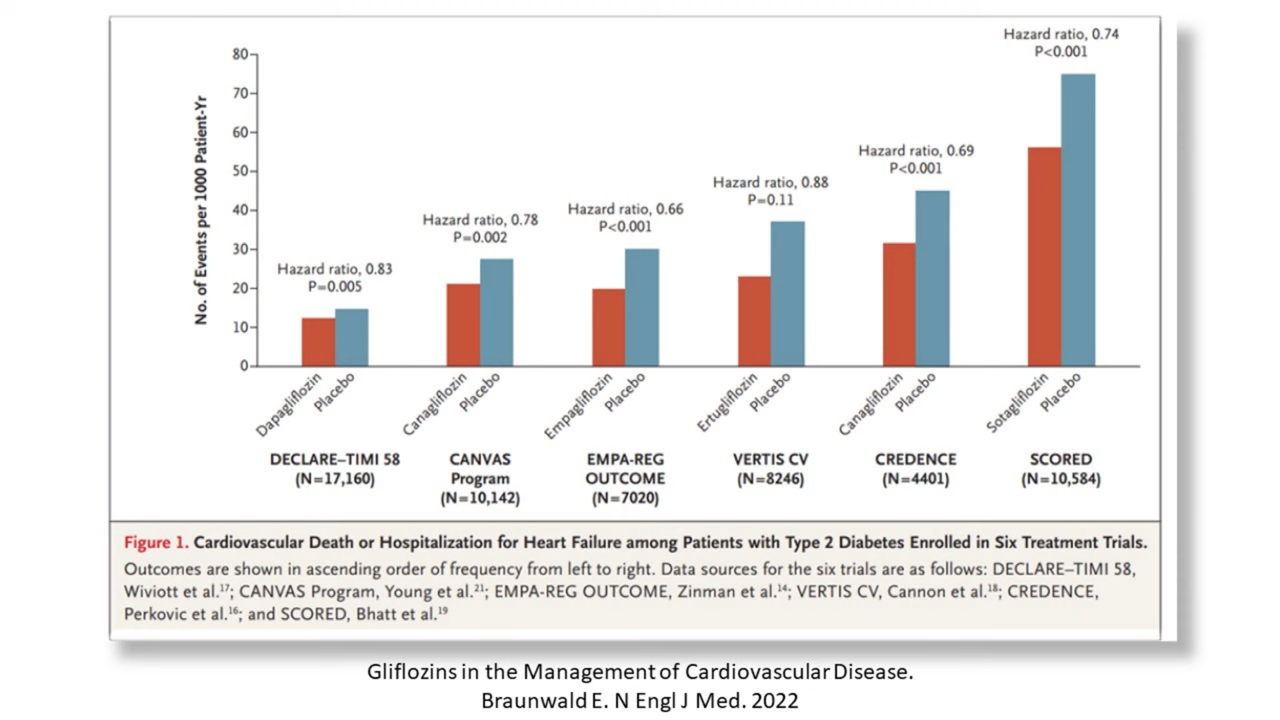 No. of Events per 1000 Patient-Yr
80
70
60
50
40
30
20
10
0
Hazard ratio, 0.83
P=0.005
Hazard ratio, 0.78
P=0.002
Hazard ratio, 0.66
P<0.001
Hazard ratio, 0.88
P=0.11
Hazard ratio, 0.69
P<0.001
Hazard ratio, 0.74
P<0.001
Dapagliflozin
Placebo
Canagliflozin
Placebo
Empagliflozin
Placebo
Ertugliflozin
Placebo
Canagliflozin
Placebo
Sotagliflozin
Placebo
DECLARE–TIMI 58
(N=17,160)
CANVAS
Program
(N=10,142)
EMPA-REG
OUTCOME
(N=7020)
VERTIS CV
(N=8246)
CREDENCE
(N=4401)
SCORED
(N=10,584)
Figure 1. Cardiovascular Death or Hospitalization for Heart Failure among Patients with Type 2 Diabetes Enrolled in Six Treatment Trials.
Outcomes are shown in ascending order of frequency from left to right. Data sources for the six trials are as follows: DECLARE–TIMI 58,
Wiviott et al.¹⁷; CANVAS Program, Young et al.²¹; EMPA-REG OUTCOME, Zinman et al.¹⁴; VERTIS CV, Cannon et al.¹⁸; CREDENCE,
Perkovic et al.¹⁶; and SCORED, Bhatt et al.¹⁹
Gliflozins in the Management of Cardiovascular Disease.
Braunwald E. N Engl J Med. 2022